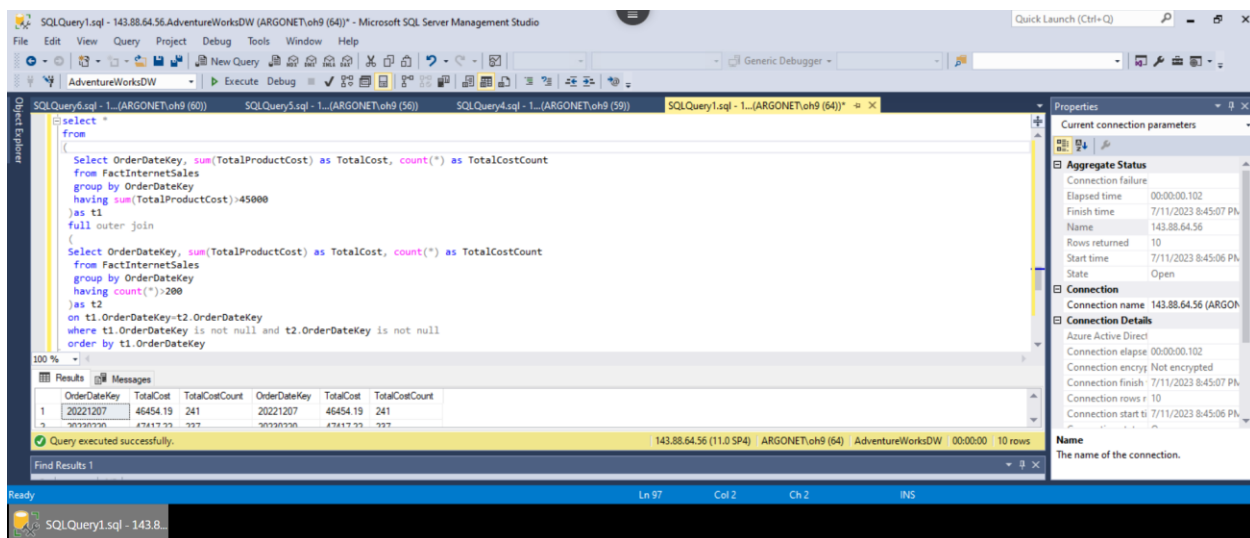 SQLQuery1.sql - 143.88.64.56.AdventureWorksDW (ARGONET\oh9 (64))* - Microsoft SQL Server Management Studio
Quick Launch (Ctrl+Q)
File Edit View Query Project Debug Tools Window Help
New Query Generic Debugger
AdventureWorksDW Execute Debug
SQLQuery6.sql - 1...(ARGONET\oh9 (60)) SQLQuery5.sql - 1...(ARGONET\oh9 (56)) SQLQuery4.sql - 1...(ARGONET\oh9 (59)) SQLQuery1.sql - 1...(ARGONET\oh9 (64))*
Object Explorer
select *
from
(
Select OrderDateKey, sum(TotalProductCost) as TotalCost, count(*) as TotalCostCount
from FactInternetSales
group by OrderDateKey
having sum(TotalProductCost)>45000
)as t1
full outer join
(
Select OrderDateKey, sum(TotalProductCost) as TotalCost, count(*) as TotalCostCount
from FactInternetSales
group by OrderDateKey
having count(*)>200
)as t2
on t1.OrderDateKey=t2.OrderDateKey
where t1.OrderDateKey is not null and t2.OrderDateKey is not null
order by t1.OrderDateKey
100 %
Results Messages
OrderDateKey TotalCost TotalCostCount OrderDateKey TotalCost TotalCostCount
1 20221207 46454.19 241 20221207 46454.19 241
Query executed successfully.
143.88.64.56 (11.0 SP4) ARGONET\oh9 (64) AdventureWorksDW 00:00:00 10 rows
Find Results 1
Properties
Current connection parameters
Aggregate Status
Connection failure
Elapsed time 00:00:00.102
Finish time 7/11/2023 8:45:07 PM
Name 143.88.64.56
Rows returned 10
Start time 7/11/2023 8:45:06 PM
State Open
Connection
Connection name 143.88.64.56 (ARGON
Connection Details
Azure Active Direct
Connection elapse 00:00:00.102
Connection encryp Not encrypted
Connection finish 7/11/2023 8:45:07 PM
Connection rows r 10
Connection start ti 7/11/2023 8:45:06 PM
Name
The name of the connection.
Ready Ln 97 Col 2 Ch 2 INS
SQLQuery1.sql - 143.8...